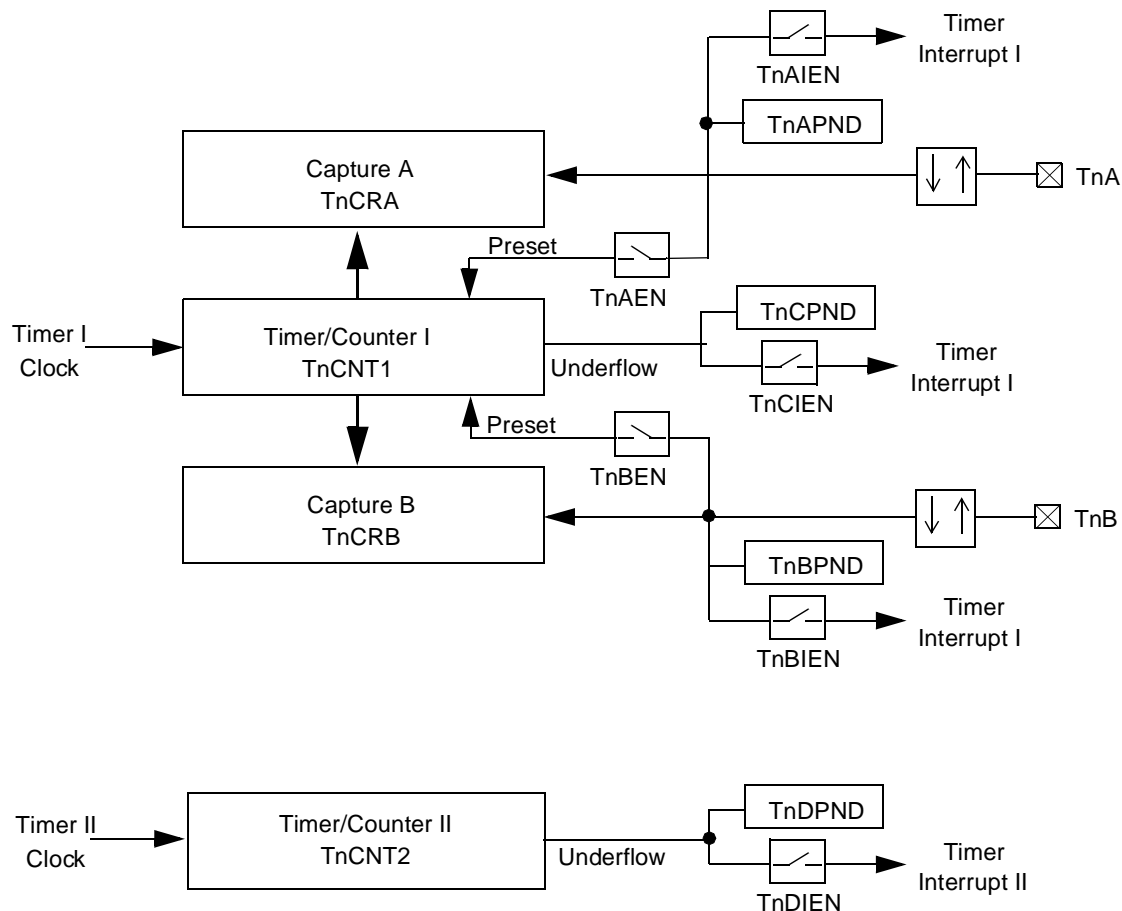 Timer
Interrupt I
TnAIEN
TnAPND
Capture A
TnCRA
TnA
Preset
TnAEN
TnCPND
Timer I
Clock
Timer/Counter I
TnCNT1
Underflow
Timer
Interrupt I
TnCIEN
Preset
TnBEN
Capture B
TnCRB
TnB
TnBPND
Timer
Interrupt I
TnBIEN
TnDPND
Timer II
Clock
Timer/Counter II
TnCNT2
Underflow
Timer
Interrupt II
TnDIEN